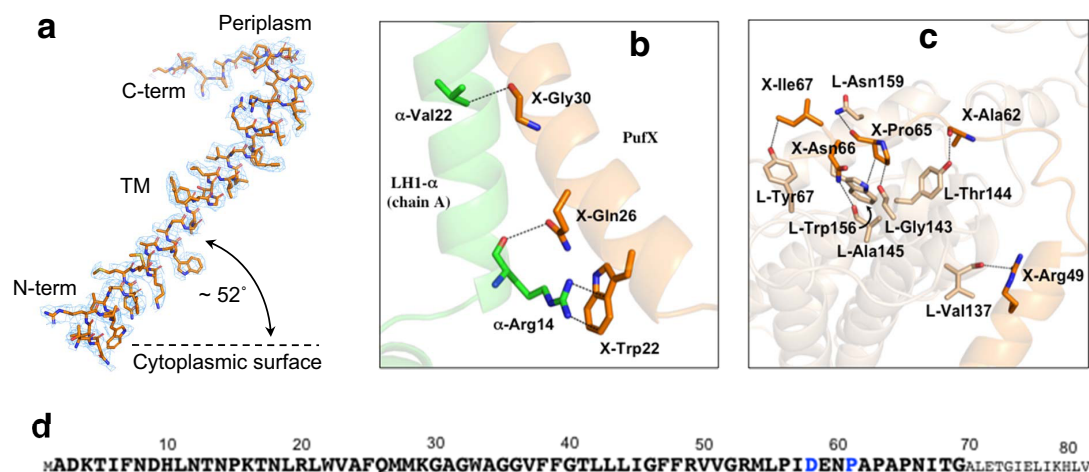 a
Periplasm
C-term
TM
N-term
~ 52°
Cytoplasmic surface
b
α-Val22
X-Gly30
PufX
LH1-α
(chain A)
X-Gln26
α-Arg14
X-Trp22
c
L-Asn159
X-Ile67
X-Ala62
X-Pro65
X-Asn66
L-Tyr67
L-Thr144
L-Trp156
L-Gly143
L-Ala145
X-Arg49
L-Val137
d
10 20 30 40 50 60 70 80
MADKTIFNDHLNTNPKTNLRLWVAFQMMKGAGWAGGVFFGTLLLIGFFRVVGRMLPIDENPAPAPNITGALETGIELIKHL